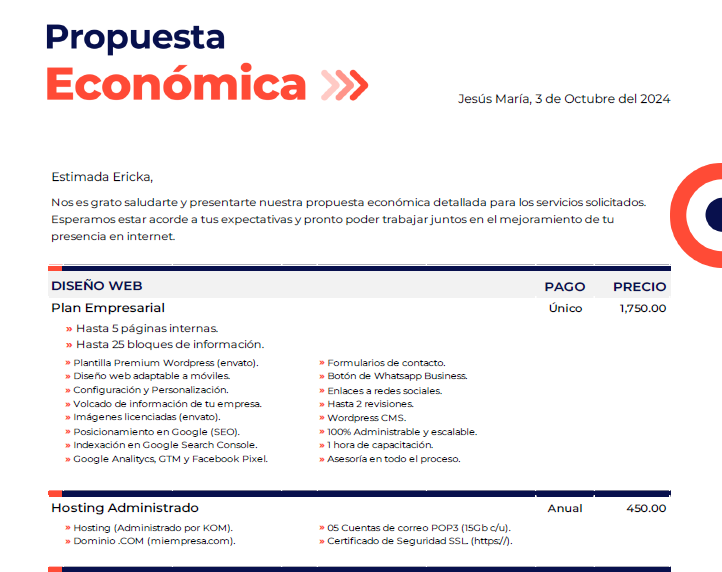 Propuesta
Económica
Jesús María, 3 de Octubre del 2024
Estimada Ericka,
Nos es grato saludarte y presentarte nuestra propuesta económica detallada para los servicios solicitados.
Esperamos estar acorde a tus expectativas y pronto poder trabajar juntos en el mejoramiento de tu
presencia en internet.
DISEÑO WEB PAGO PRECIO
Plan Empresarial Único 1,750.00
» Hasta 5 páginas internas.
» Hasta 25 bloques de información.
» Plantilla Premium Wordpress (envato).
» Diseño web adaptable a móviles.
» Configuración y Personalización.
» Volcado de información de tu empresa.
» Imágenes licenciadas (envato).
» Posicionamiento en Google (SEO).
» Indexación en Google Search Console.
» Google Analitycs, GTM y Facebook Pixel.
» Formularios de contacto.
» Botón de Whatsapp Business.
» Enlaces a redes sociales.
» Hasta 2 revisiones.
» Wordpress CMS.
» 100% Administrable y escalable.
» 1 hora de capacitación.
» Asesoría en todo el proceso.
Hosting Administrado Anual 450.00
» Hosting (Administrado por KOM).
» Dominio .COM (miempresa.com).
» 05 Cuentas de correo POP3 (15Gb c/u).
» Certificado de Seguridad SSL. (https//).